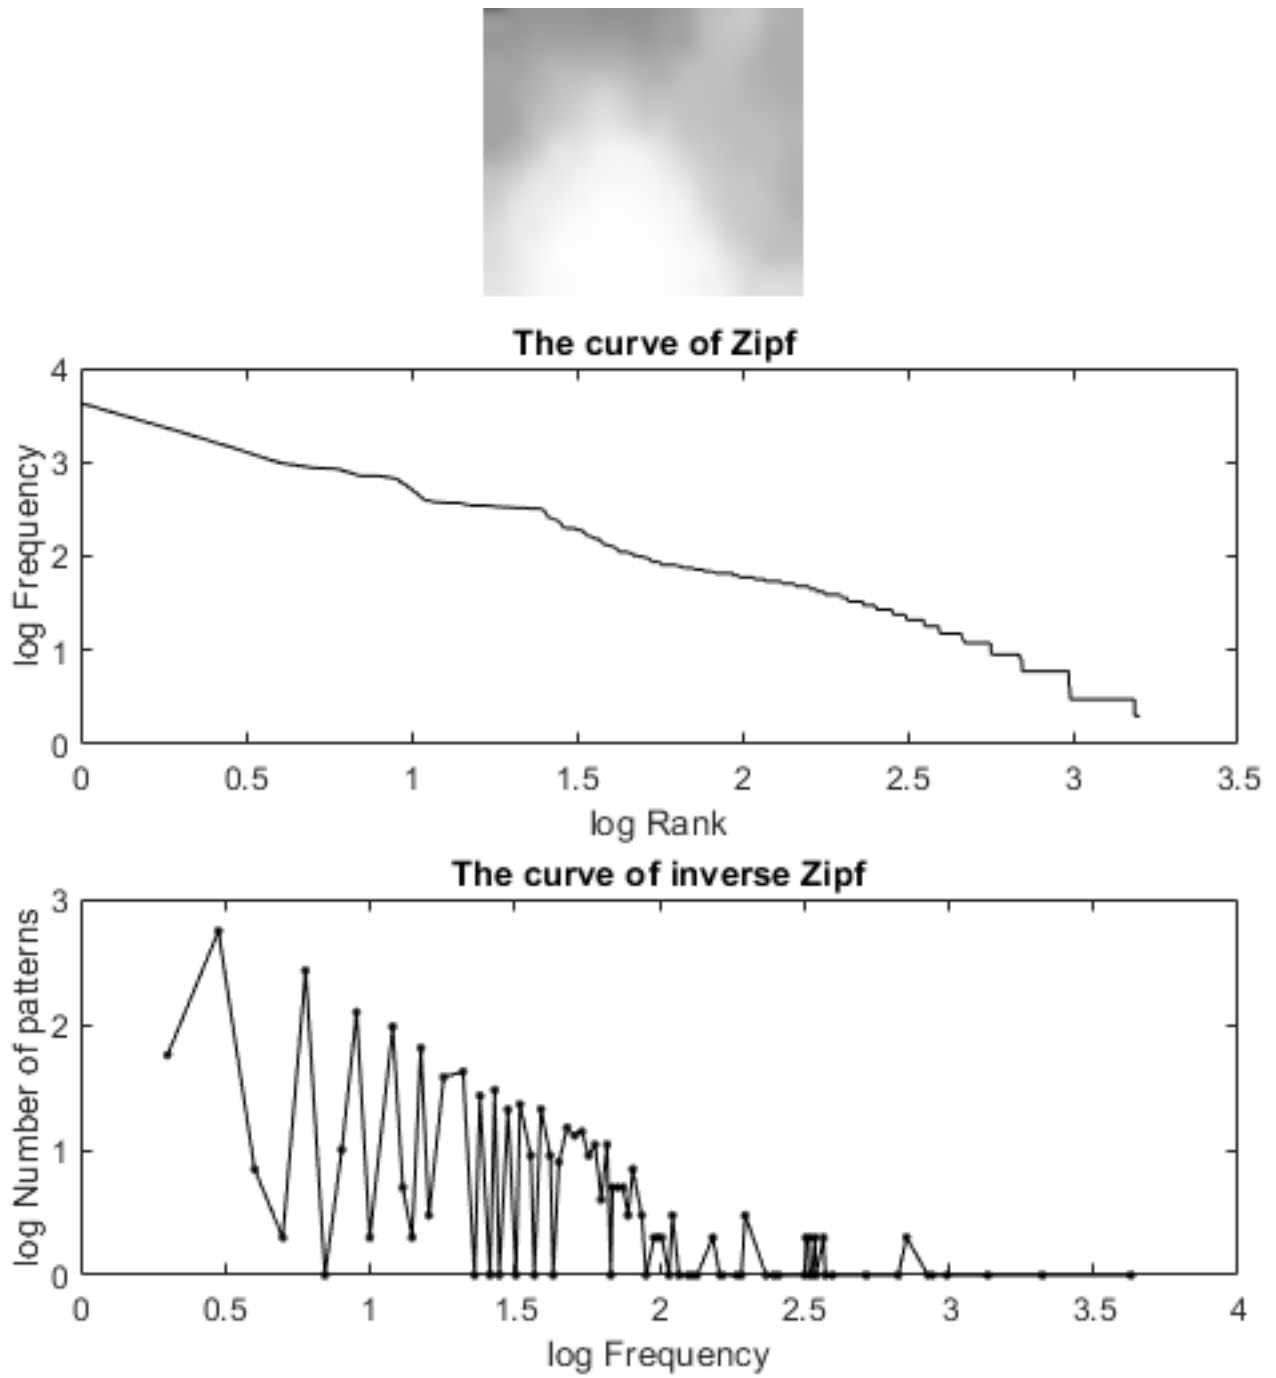 The curve of Zipf
log Frequency
4
3
2
1
0
0 0.5 1 1.5 2 2.5 3 3.5
log Rank
The curve of inverse Zipf
log Number of patterns
3
2
1
0
0 0.5 1 1.5 2 2.5 3 3.5 4
log Frequency